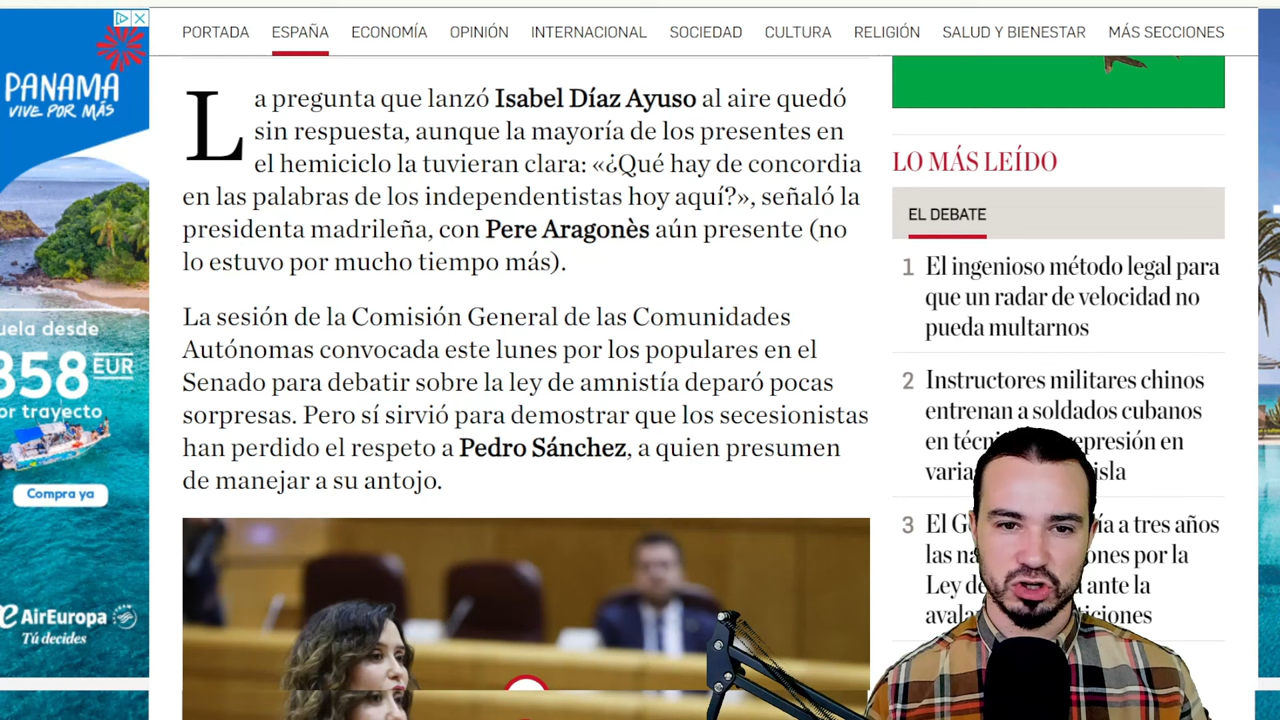 PORTADA
ESPAÑA
ECONOMÍA
OPINIÓN
INTERNACIONAL
SOCIEDAD
CULTURA
RELIGIÓN
SALUD Y BIENESTAR
MÁS SECCIONES
PANAMA
VIVE POR MÁS
uela desde
358 EUR
or trayecto
Compra ya
AirEuropa
Tú decides
La pregunta que lanzó Isabel Díaz Ayuso al aire quedó
sin respuesta, aunque la mayoría de los presentes en
el hemiciclo la tuvieran clara: «¿Qué hay de concordia
en las palabras de los independentistas hoy aquí?», señaló la
presidenta madrileña, con Pere Aragonès aún presente (no
lo estuvo por mucho tiempo más).
La sesión de la Comisión General de las Comunidades
Autónomas convocada este lunes por los populares en el
Senado para debatir sobre la ley de amnistía deparó pocas
sorpresas. Pero sí sirvió para demostrar que los secesionistas
han perdido el respeto a Pedro Sánchez, a quien presumen
de manejar a su antojo.
LO MÁS LEÍDO
EL DEBATE
1 El ingenioso método legal para
que un radar de velocidad no
pueda multarnos
2 Instructores militares chinos
entrenan a soldados cubanos
en represión en
isla
3 El a tres años
las por la
Ley ante la